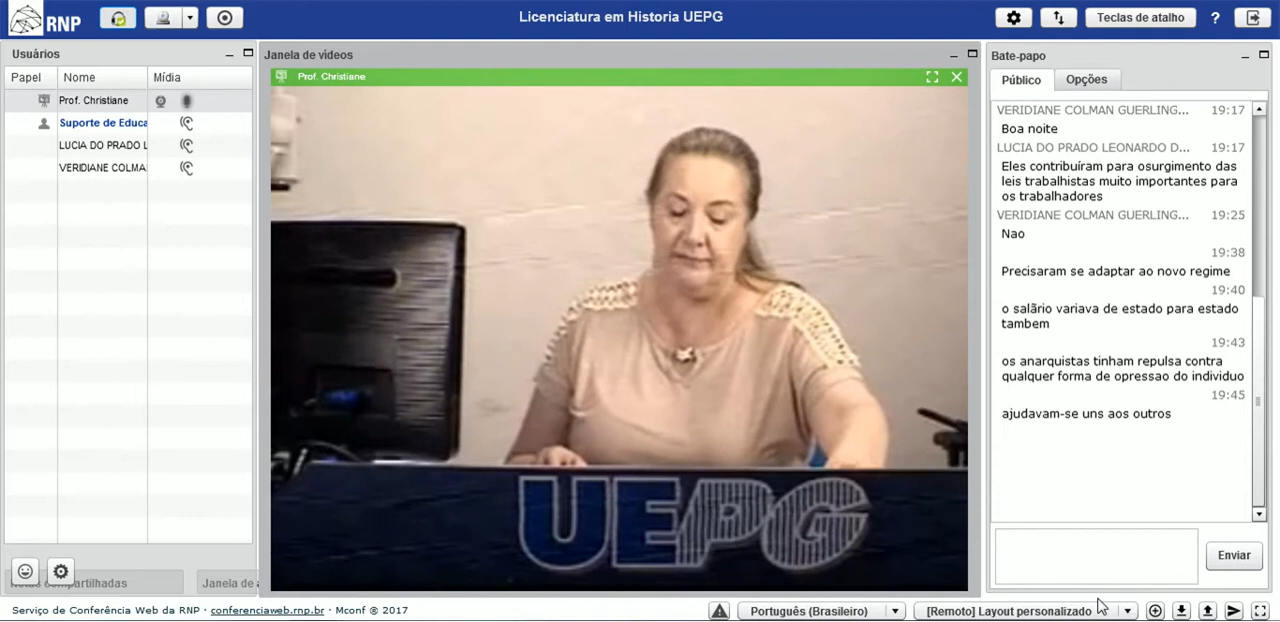 RNP
Licenciatura em Historia UEPG
Teclas de atalho
?
Usuários
Papel Nome Mídia
Prof. Christiane
Suporte de Educa
LUCIA DO PRADO L
VERIDIANE COLMA
Janela de videos
Prof. Christiane
UEPG
Bate-papo
Público Opções
VERIDIANE COLMAN GUERLING... 19:17
Boa noite
LUCIA DO PRADO LEONARDO D... 19:17
Eles contribuíram para osurgimento das
leis trabalhistas muito importantes para
os trabalhadores
VERIDIANE COLMAN GUERLING... 19:25
Nao
19:38
Precisaram se adaptar ao novo regime
19:40
o salãrio variava de estado para estado
tambem
19:43
os anarquistas tinham repulsa contra
qualquer forma de opressao do individuo
19:45
ajudavam-se uns aos outros
Enviar
Janela de
Serviço de Conferência Web da RNP · conferenciaweb.rnp.br · Mconf ® 2017
Português (Brasileiro)
[Remoto] Layout personalizado